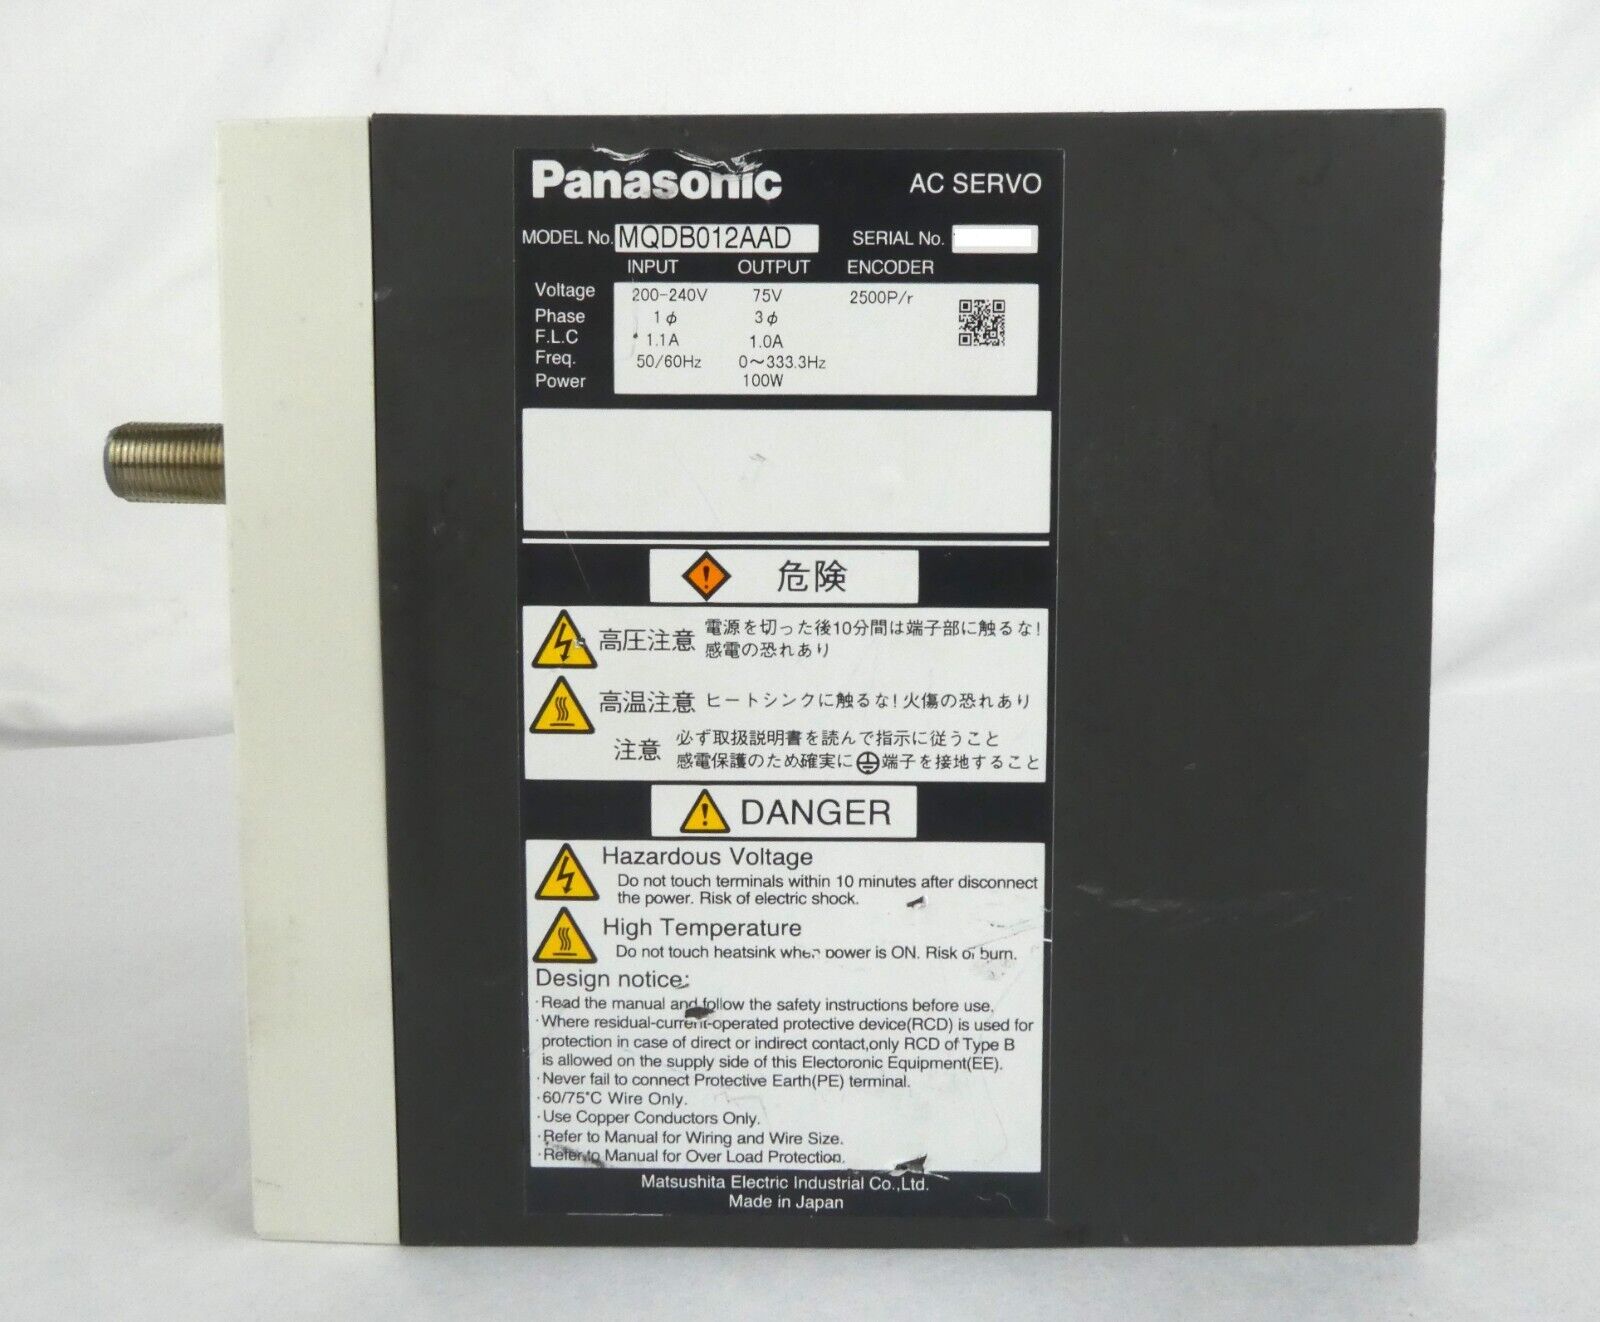 Panasonic AC SERVO
MODEL No. MQDB012AAD SERIAL No.
INPUT OUTPUT ENCODER
Voltage 200-240V 75V 2500P/r
Phase 1ϕ 3ϕ
F.L.C * 1.1A 1.0A
Freq. 50/60Hz 0～333.3Hz
Power 100W
危険
高圧注意 電源を切った後10分間は端子部に触るな!
感電の恐れあり
高温注意 ヒートシンクに触るな!火傷の恐れあり
注意 必ず取扱説明書を読んで指示に従うこと
感電保護のため確実に端子を接地すること
DANGER
Hazardous Voltage
Do not touch terminals within 10 minutes after disconnect
the power. Risk of electric shock.
High Temperature
Do not touch heatsink when power is ON. Risk of burn.
Design notice:
·Read the manual and follow the safety instructions before use.
·Where residual-current-operated protective device(RCD) is used for
protection in case of direct or indirect contact,only RCD of Type B
is allowed on the supply side of this Electoronic Equipment(EE).
·Never fail to connect Protective Earth(PE) terminal.
·60/75°C Wire Only.
·Use Copper Conductors Only.
·Refer to Manual for Wiring and Wire Size.
·Refer to Manual for Over Load Protection.
Matsushita Electric Industrial Co.,Ltd.
Made in Japan